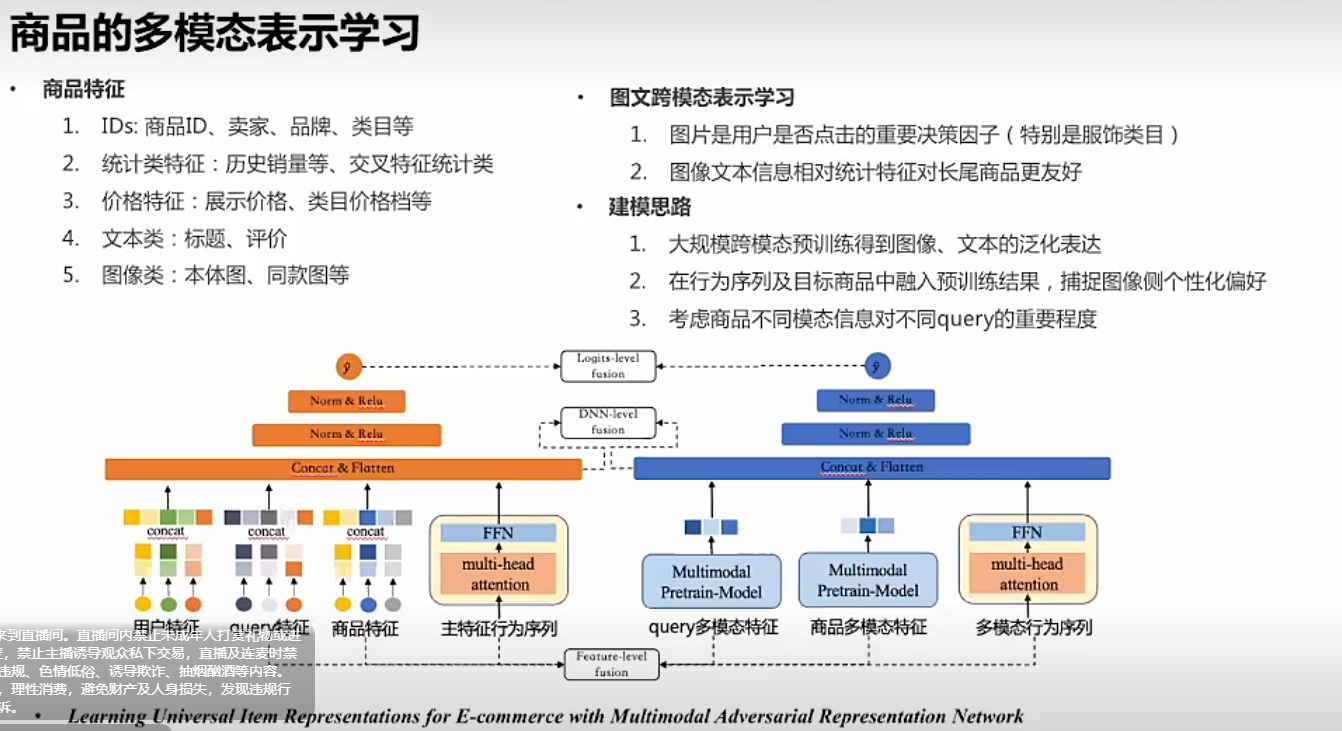 商品的多模态表示学习
• 商品特征
1. IDs: 商品ID、卖家、品牌、类目等
2. 统计类特征：历史销量等、交叉特征统计类
3. 价格特征：展示价格、类目价格档等
4. 文本类：标题、评价
5. 图像类：本体图、同款图等
• 图文跨模态表示学习
1. 图片是用户是否点击的重要决策因子（特别是服饰类目）
2. 图像文本信息相对统计特征对长尾商品更友好
• 建模思路
1. 大规模跨模态预训练得到图像、文本的泛化表达
2. 在行为序列及目标商品中融入预训练结果，捕捉图像侧个性化偏好
3. 考虑商品不同模态信息对不同query的重要程度
ŷ
Logits-level
fusion
ŷ
Norm & Relu
Norm & Relu
DNN-level
fusion
Norm & Relu
Norm & Relu
Concat & Flatten
Concat & Flatten
concat
concat
concat
FFN
multi-head
attention
Multimodal
Pretrain-Model
Multimodal
Pretrain-Model
FFN
multi-head
attention
用户特征
query特征
商品特征
主特征行为序列
query多模态特征
商品多模态特征
多模态行为序列
Feature-level
fusion
来到直播间。直播间内禁止未成年人打赏礼物或进
，禁止主播诱导观众私下交易，直播及连麦时禁
违规、色情低俗、诱导欺诈、抽烟酗酒等内容。
，理性消费，避免财产及人身损失，发现违规行
诉。
• Learning Universal Item Representations for E-commerce with Multimodal Adversarial Representation Network